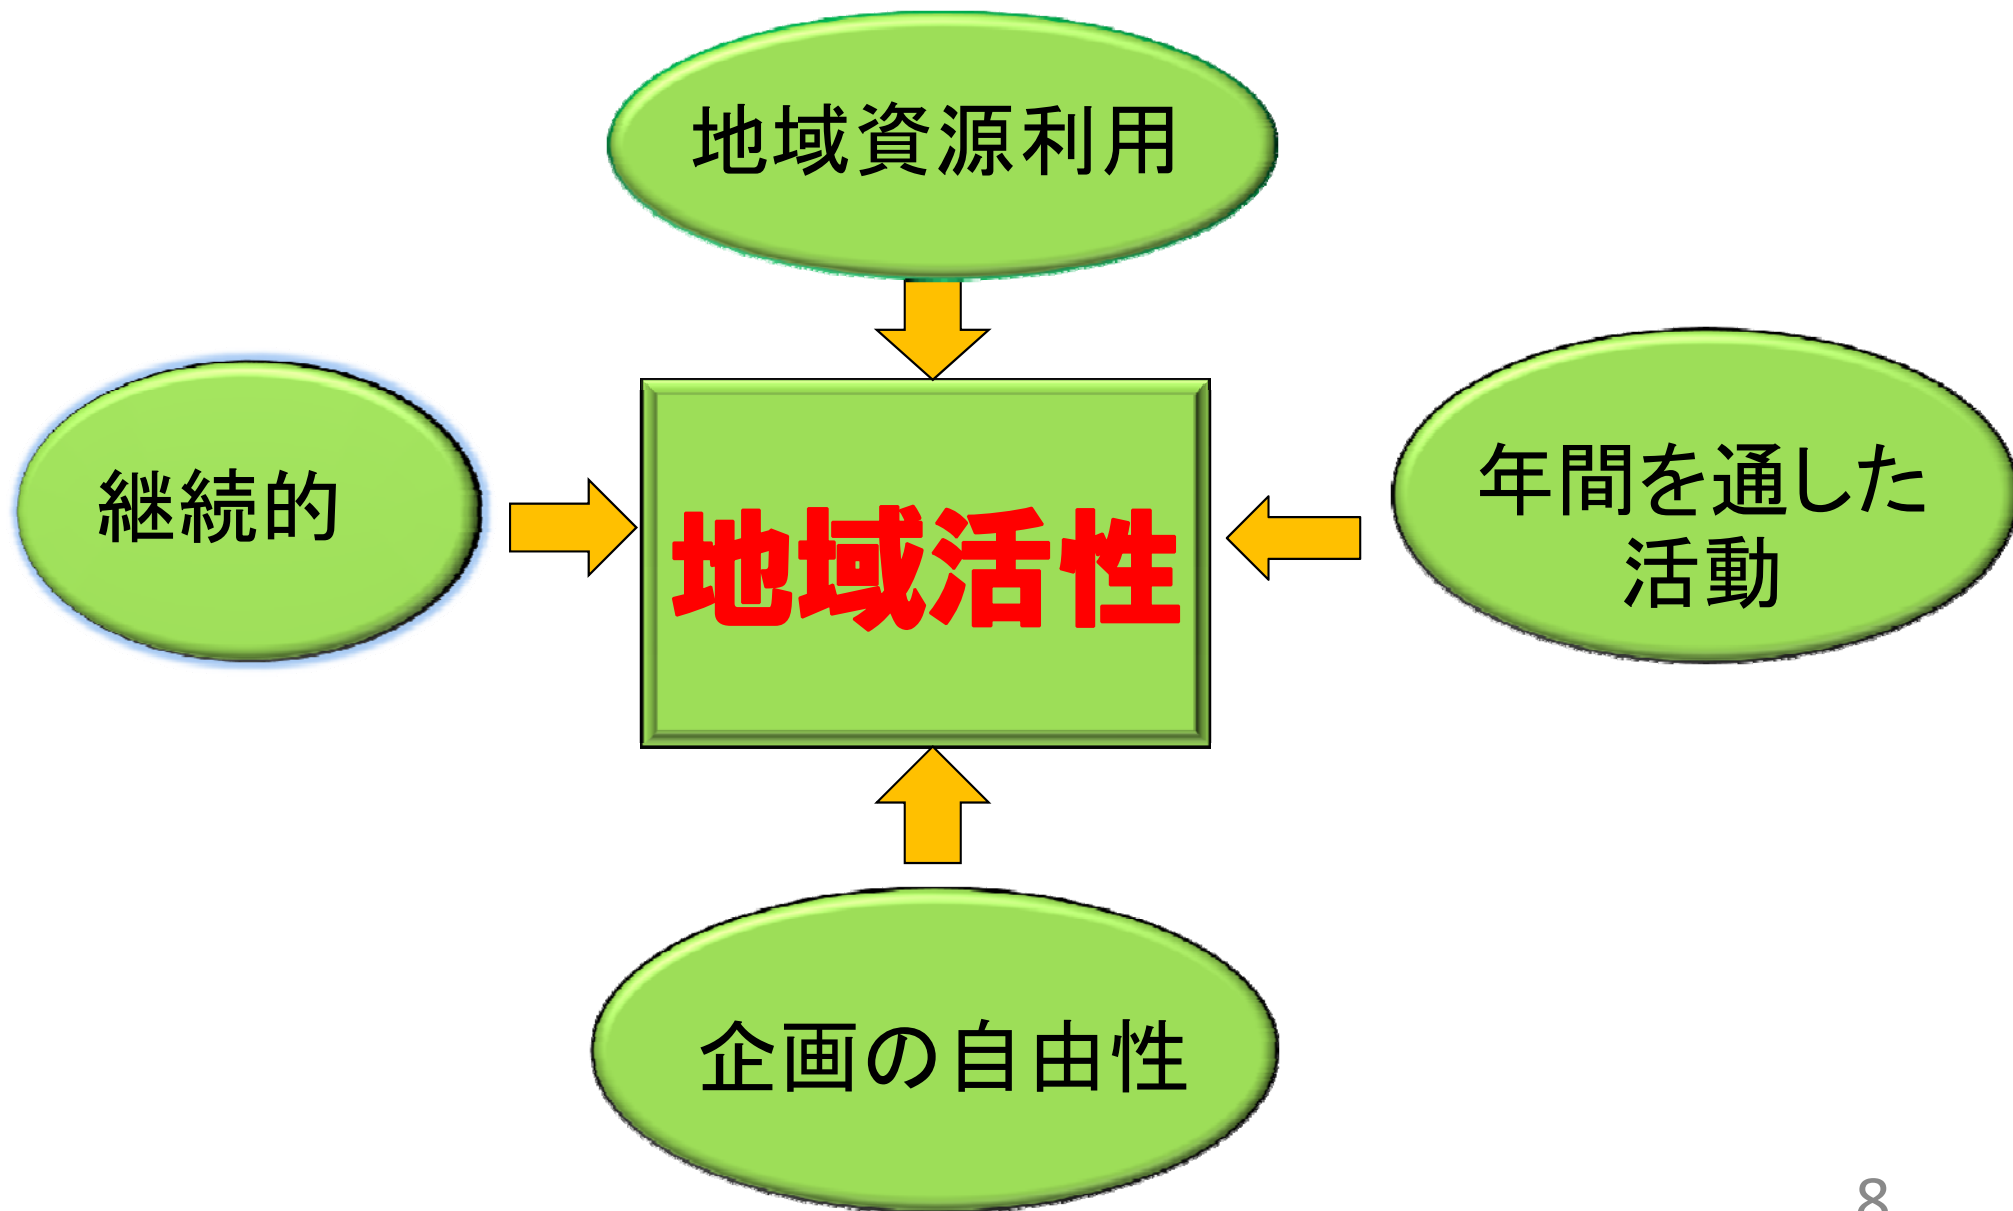 地域資源利用
継続的
地域活性
年間を通した
活動
企画の自由性
8